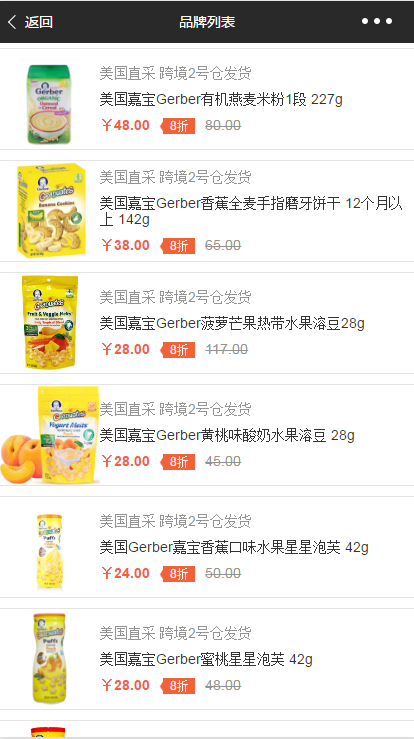 返回
品牌列表
美国直采 跨境2号仓发货
美国嘉宝Gerber有机燕麦米粉1段 227g
￥48.00 8折 80.00
美国直采 跨境2号仓发货
美国嘉宝Gerber香蕉全麦手指磨牙饼干 12个月以
上 142g
￥38.00 8折 65.00
美国直采 跨境2号仓发货
美国嘉宝Gerber菠萝芒果热带水果溶豆28g
￥28.00 8折 117.00
美国直采 跨境2号仓发货
美国嘉宝Gerber黄桃味酸奶水果溶豆 28g
￥28.00 8折 45.00
美国直采 跨境2号仓发货
美国Gerber嘉宝香蕉口味水果星星泡芙 42g
￥24.00 8折 50.00
美国直采 跨境2号仓发货
美国嘉宝Gerber蜜桃星星泡芙 42g
￥28.00 8折 48.00
Gerber
ORGANIC
Graduates
Banana Cookies
Graduates
Fruit & Veggie Melts
Graduates
Yogurt Melts
Puffs
Puffs